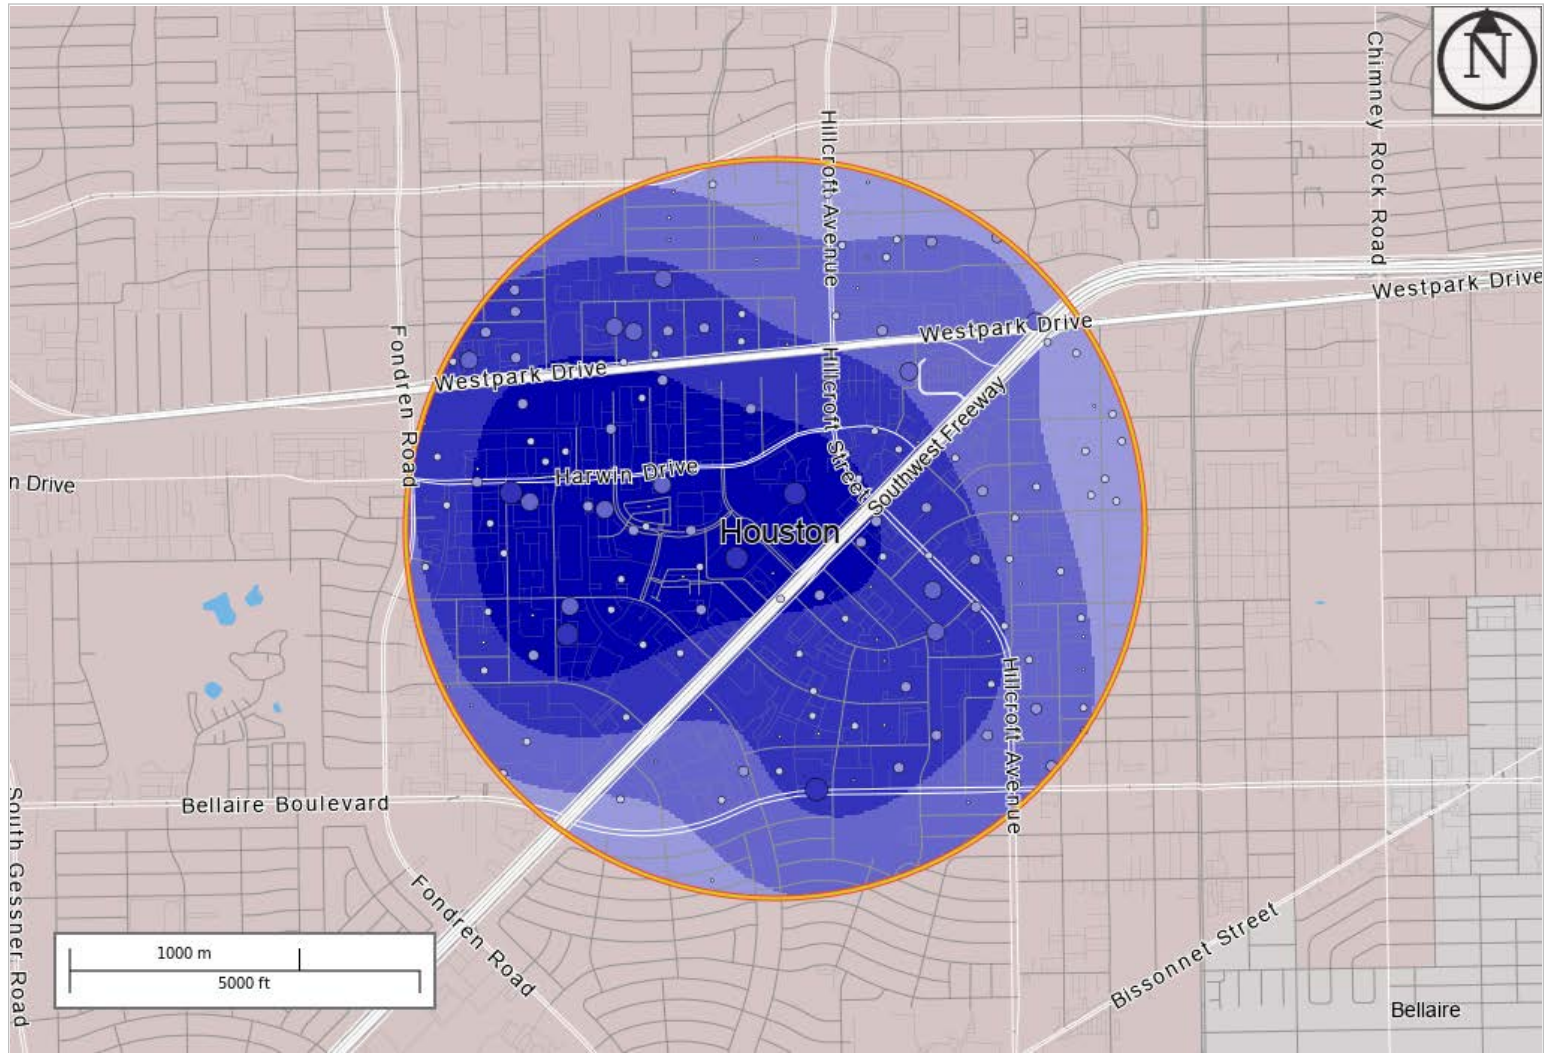 N
Chimney Rock Road
Hillcroft Avenue
Westpark Drive
Westpark Drive
Fondren Road
Westpark Drive
Hillcroft Street
Southwest Freeway
Harwin Drive
n Drive
Houston
Hillcroft Avenue
Bellaire Boulevard
South Gessner Road
Fondren Road
Bissonnet Street
1000 m
5000 ft
Bellaire